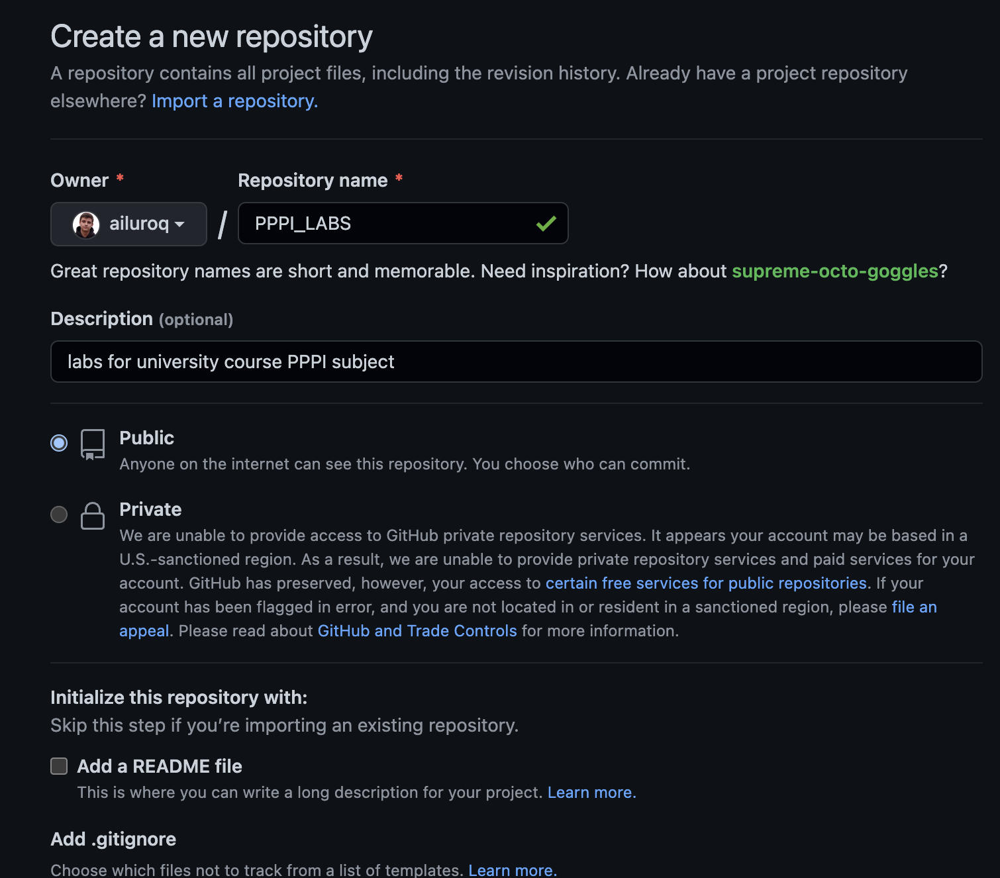 Create a new repository
A repository contains all project files, including the revision history. Already have a project repository
elsewhere? Import a repository.
Owner * Repository name *
ailuroq / PPPI_LABS
Great repository names are short and memorable. Need inspiration? How about supreme-octo-goggles?
Description (optional)
labs for university course PPPI subject
Public
Anyone on the internet can see this repository. You choose who can commit.
Private
We are unable to provide access to GitHub private repository services. It appears your account may be based in a
U.S.-sanctioned region. As a result, we are unable to provide private repository services and paid services for your
account. GitHub has preserved, however, your access to certain free services for public repositories. If your
account has been flagged in error, and you are not located in or resident in a sanctioned region, please file an
appeal. Please read about GitHub and Trade Controls for more information.
Initialize this repository with:
Skip this step if you’re importing an existing repository.
Add a README file
This is where you can write a long description for your project. Learn more.
Add .gitignore
Choose which files not to track from a list of templates. Learn more.